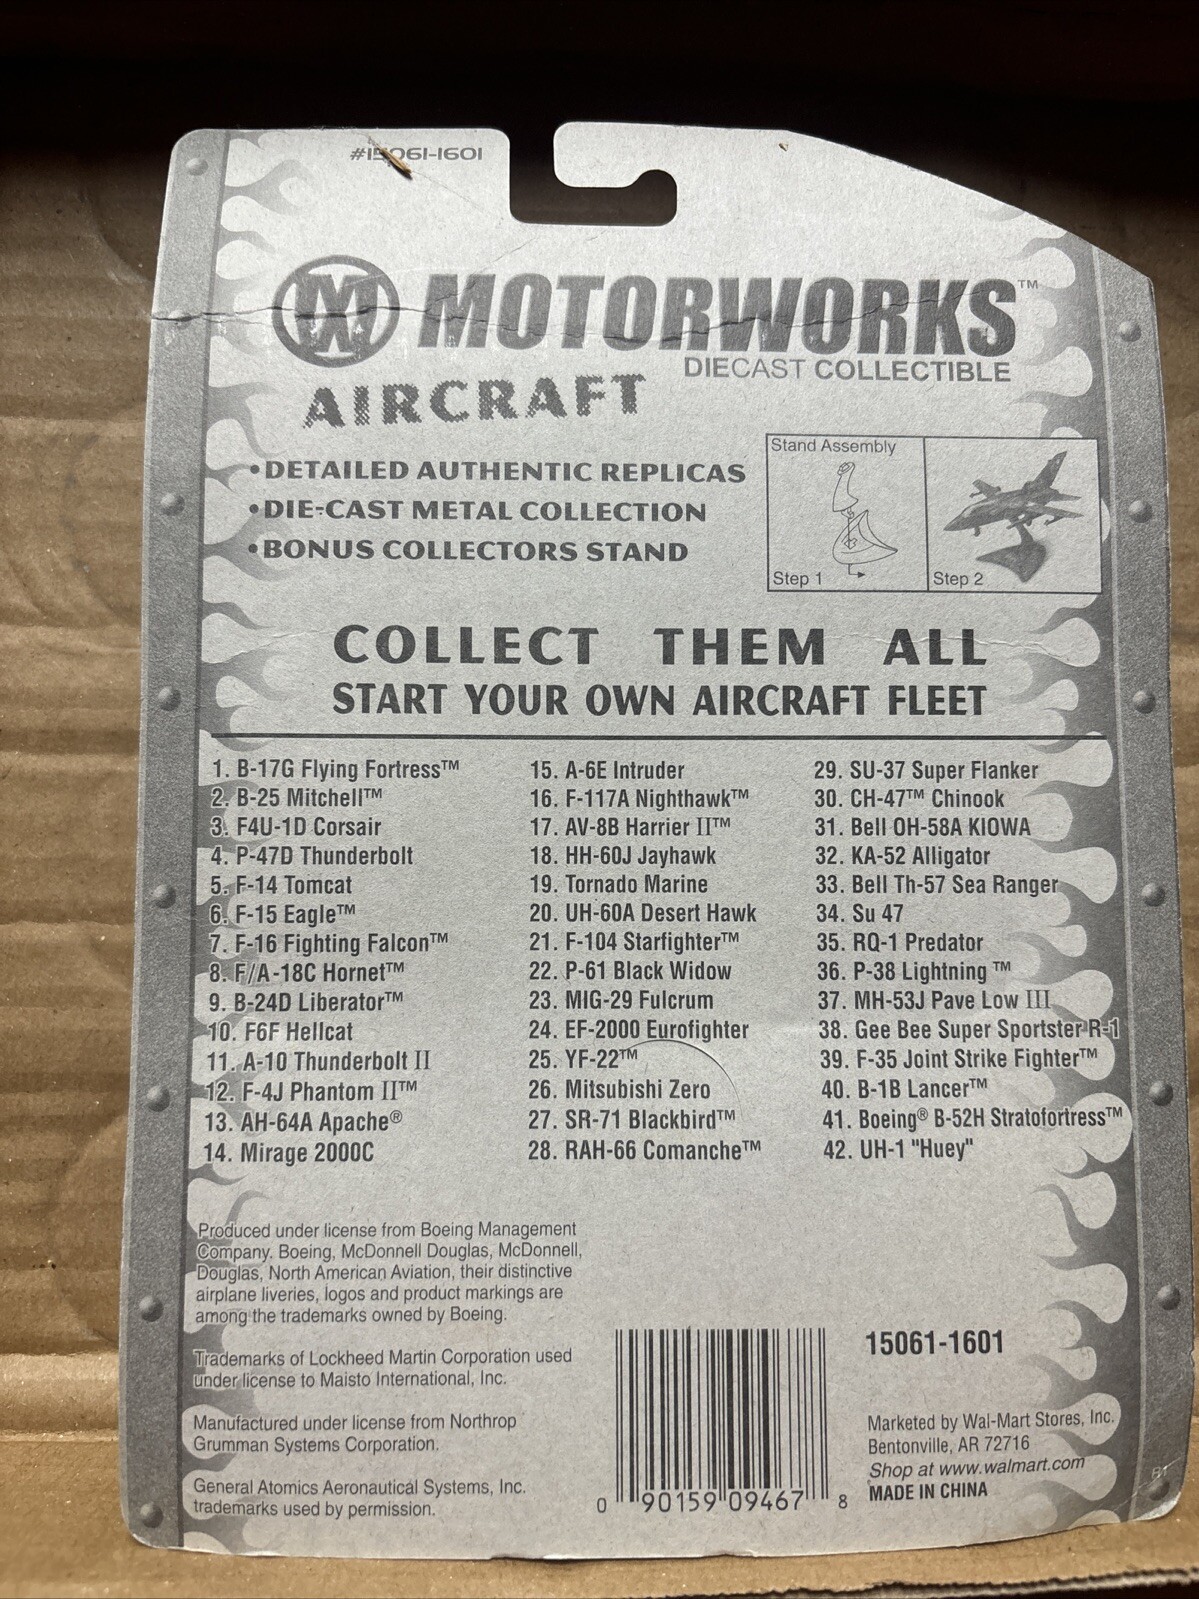 #15061-1601
MW MOTORWORKS™
DIECAST COLLECTIBLE
AIRCRAFT
•DETAILED AUTHENTIC REPLICAS
•DIE-CAST METAL COLLECTION
•BONUS COLLECTORS STAND
Stand Assembly
Step 1
Step 2
COLLECT THEM ALL
START YOUR OWN AIRCRAFT FLEET
1. B-17G Flying Fortress™
2. B-25 Mitchell™
3. F4U-1D Corsair
4. P-47D Thunderbolt
5. F-14 Tomcat
6. F-15 Eagle™
7. F-16 Fighting Falcon™
8. F/A-18C Hornet™
9. B-24D Liberator™
10. F6F Hellcat
11. A-10 Thunderbolt II
12. F-4J Phantom II™
13. AH-64A Apache®
14. Mirage 2000C
15. A-6E Intruder
16. F-117A Nighthawk™
17. AV-8B Harrier II™
18. HH-60J Jayhawk
19. Tornado Marine
20. UH-60A Desert Hawk
21. F-104 Starfighter™
22. P-61 Black Widow
23. MIG-29 Fulcrum
24. EF-2000 Eurofighter
25. YF-22™
26. Mitsubishi Zero
27. SR-71 Blackbird™
28. RAH-66 Comanche™
29. SU-37 Super Flanker
30. CH-47™ Chinook
31. Bell OH-58A KIOWA
32. KA-52 Alligator
33. Bell Th-57 Sea Ranger
34. Su 47
35. RQ-1 Predator
36. P-38 Lightning ™
37. MH-53J Pave Low III
38. Gee Bee Super Sportster R-1
39. F-35 Joint Strike Fighter™
40. B-1B Lancer™
41. Boeing® B-52H Stratofortress™
42. UH-1 "Huey"
Produced under license from Boeing Management
Company. Boeing, McDonnell Douglas, McDonnell,
Douglas, North American Aviation, their distinctive
airplane liveries, logos and product markings are
among the trademarks owned by Boeing.
Trademarks of Lockheed Martin Corporation used
under license to Maisto International, Inc.
Manufactured under license from Northrop
Grumman Systems Corporation.
General Atomics Aeronautical Systems, Inc.
trademarks used by permission.
0 90159 09467 8
15061-1601
Marketed by Wal-Mart Stores, Inc.
Bentonville, AR 72716
Shop at www.walmart.com
MADE IN CHINA